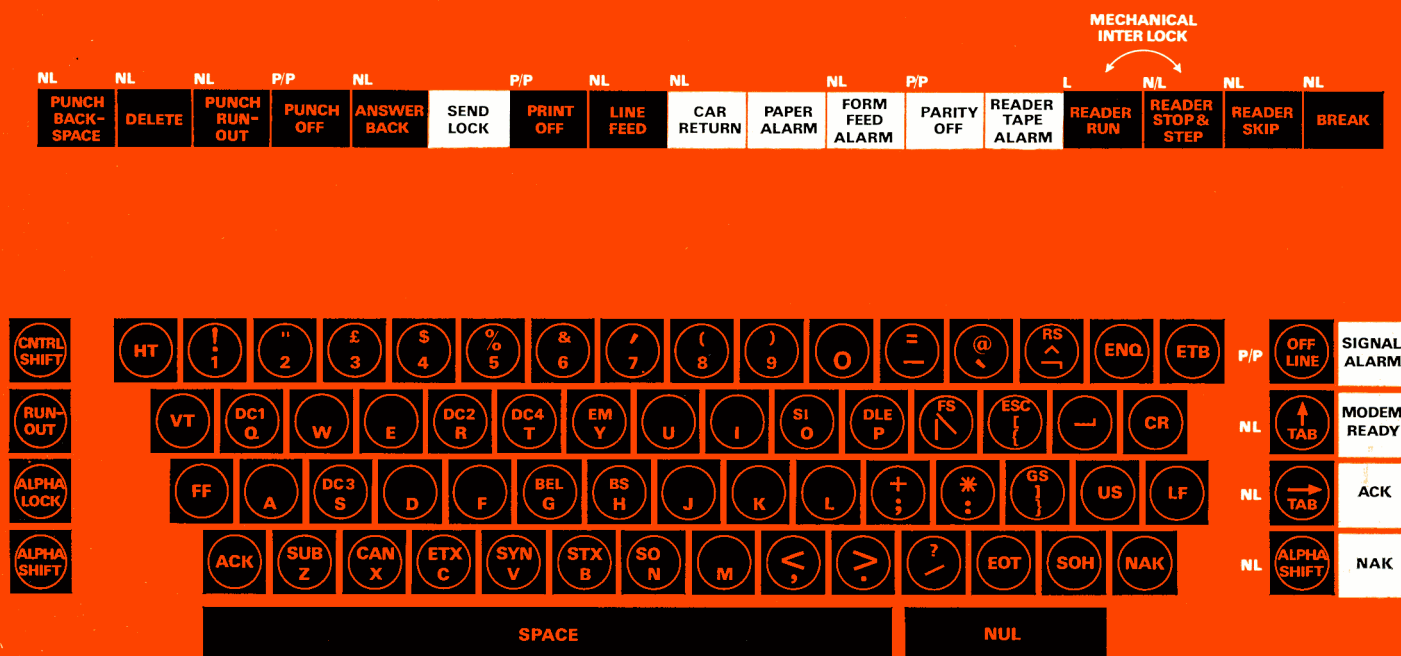 MECHANICAL
INTER LOCK
NL NL NL P/P NL P/P NL NL NL P/P L N/L NL NL
PUNCH BACK- SPACE
DELETE
PUNCH RUN- OUT
PUNCH OFF
ANSWER BACK
SEND LOCK
PRINT OFF
LINE FEED
CAR RETURN
PAPER ALARM
FORM FEED ALARM
PARITY OFF
READER TAPE ALARM
READER RUN
READER STOP & STEP
READER SKIP
BREAK
CNTRL SHIFT
HT
! 1
" 2
£ 3
$ 4
% 5
& 6
' 7
( 8
) 9
O
= —
@ `
RS ^ ¬
ENQ
ETB
P/P
OFF LINE
SIGNAL ALARM
RUN- OUT
VT
DC1 Q
W
E
DC2 R
DC4 T
EM Y
U
I
SI O
DLE P
FS \ |
ESC [ {
_
CR
NL
↑ TAB
MODEM READY
ALPHA LOCK
FF
A
DC3 S
D
F
BEL G
BS H
J
K
L
+ ;
* :
GS ] }
US
LF
NL
→ TAB
ACK
ALPHA SHIFT
ACK
SUB Z
CAN X
ETX C
SYN V
STX B
SO N
M
< ,
> .
? /
EOT
SOH
NAK
NL
ALPHA SHIFT
NAK
SPACE
NUL